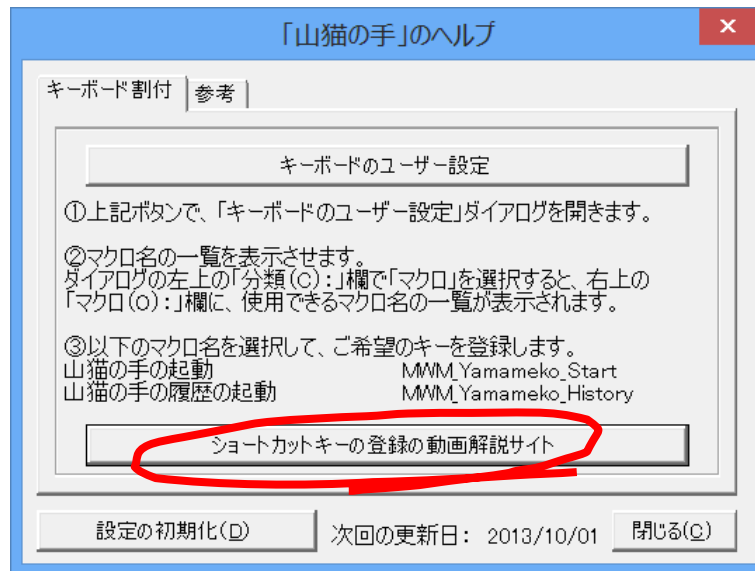 「山猫の手」のヘルプ
キーボード割付 参考
キーボードのユーザー設定
①上記ボタンで、「キーボードのユーザー設定」ダイアログを開きます。
②マクロ名の一覧を表示させます。
ダイアログの左上の「分類(C):」欄で「マクロ」を選択すると、右上の
「マクロ(O):」欄に、使用できるマクロ名の一覧が表示されます。
③以下のマクロ名を選択して、ご希望のキーを登録します。
山猫の手の起動 MWM_Yamameko_Start
山猫の手の履歴の起動 MWM_Yamameko_History
ショートカットキーの登録の動画解説サイト
設定の初期化(D) 次回の更新日: 2013/10/01 閉じる(C)